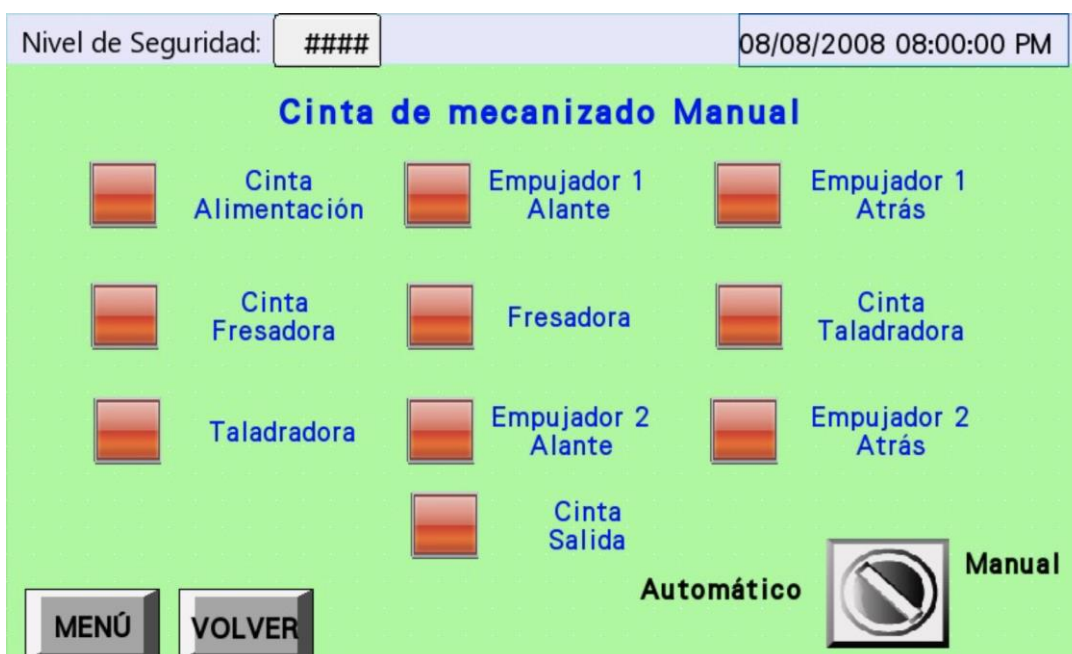 Nivel de Seguridad: #### 08/08/2008 08:00:00 PM
Cinta de mecanizado Manual
Cinta
Alimentación
Empujador 1
Alante
Empujador 1
Atrás
Cinta
Fresadora
Fresadora
Cinta
Taladradora
Taladradora
Empujador 2
Alante
Empujador 2
Atrás
Cinta
Salida
Automático
Manual
MENÚ
VOLVER